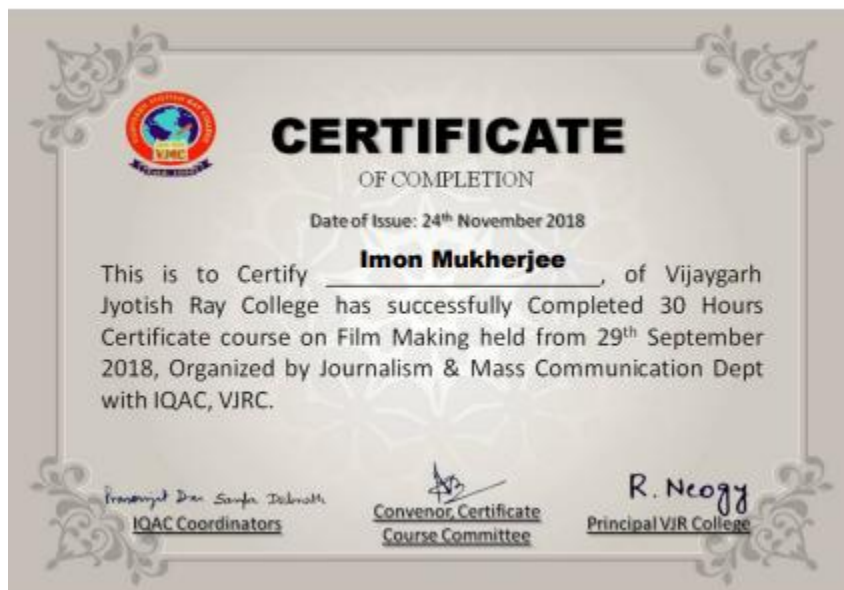 VJRC
CERTIFICATE
OF COMPLETION
Date of Issue: 24th November 2018
This is to Certify Imon Mukherjee, of Vijaygarh
Jyotish Ray College has successfully Completed 30 Hours
Certificate course on Film Making held from 29th September
2018, Organized by Journalism & Mass Communication Dept
with IQAC, VJRC.
R. Neogy
IQAC Coordinators
Convenor, Certificate
Course Committee
Principal VJR College